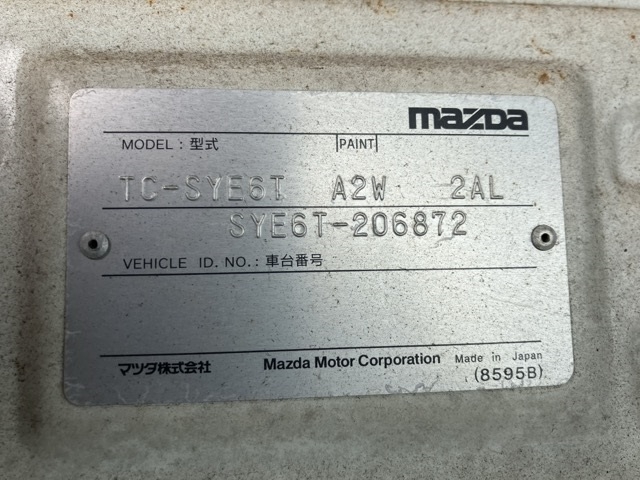 mazda
MODEL : 型式 PAINT
TC-SYE6T A2W 2AL
SYE6T-206872
VEHICLE ID. NO. : 車台番号
マツダ株式会社 Mazda Motor Corporation Made in Japan
(8595B)